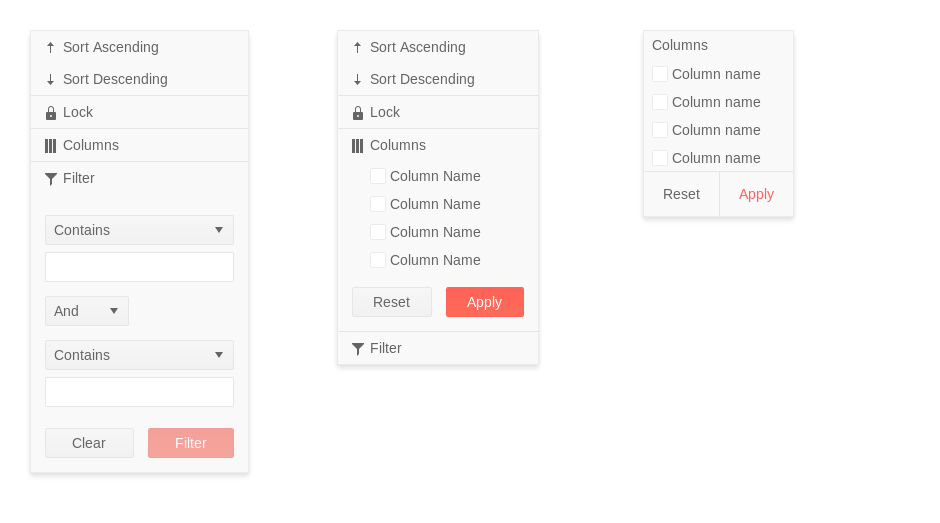 Sort Ascending
Sort Descending
Lock
Columns
Filter
Contains
And
Contains
Clear
Filter
Sort Ascending
Sort Descending
Lock
Columns
Column Name
Column Name
Column Name
Column Name
Reset
Apply
Filter
Columns
Column name
Column name
Column name
Column name
Reset
Apply